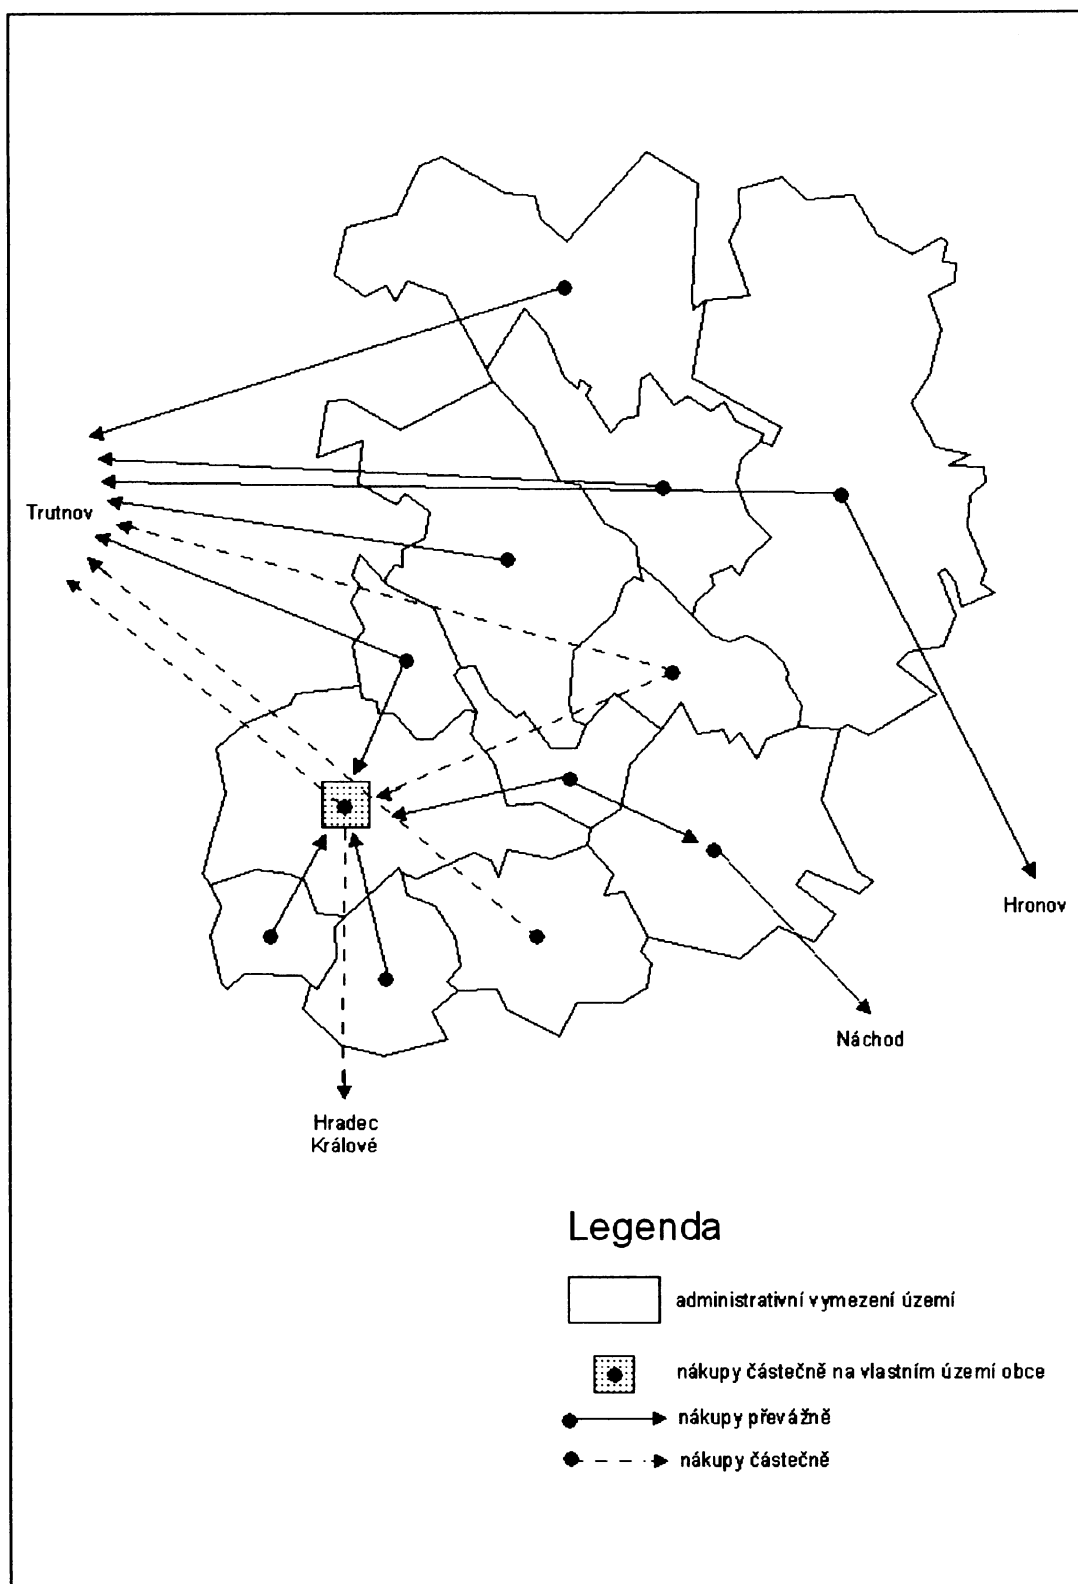 Trutnov
Hronov
Náchod
Hradec
Králové
Legenda
administrativní vymezení území
nákupy částečně na vlastním území obce
nákupy převážně
nákupy částečně